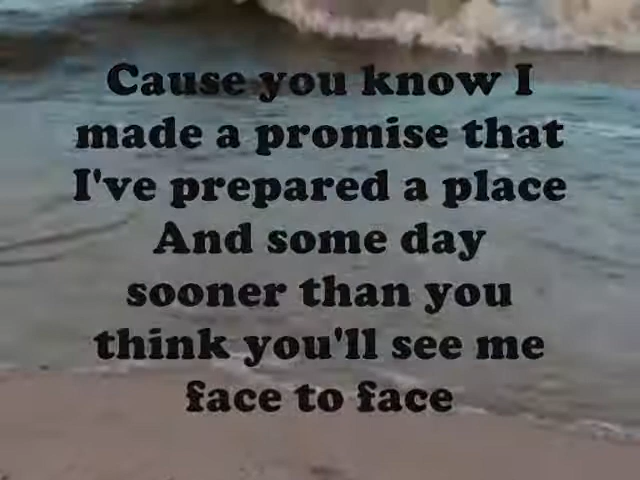 Cause you know I
made a promise that
I've prepared a place
And some day
sooner than you
think you'll see me
face to face